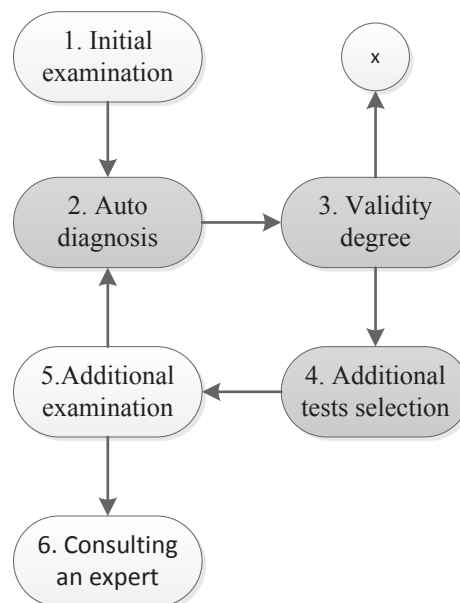 1. Initial
examination
x
2. Auto
diagnosis
3. Validity
degree
5.Additional
examination
4. Additional
tests selection
6. Consulting
an expert